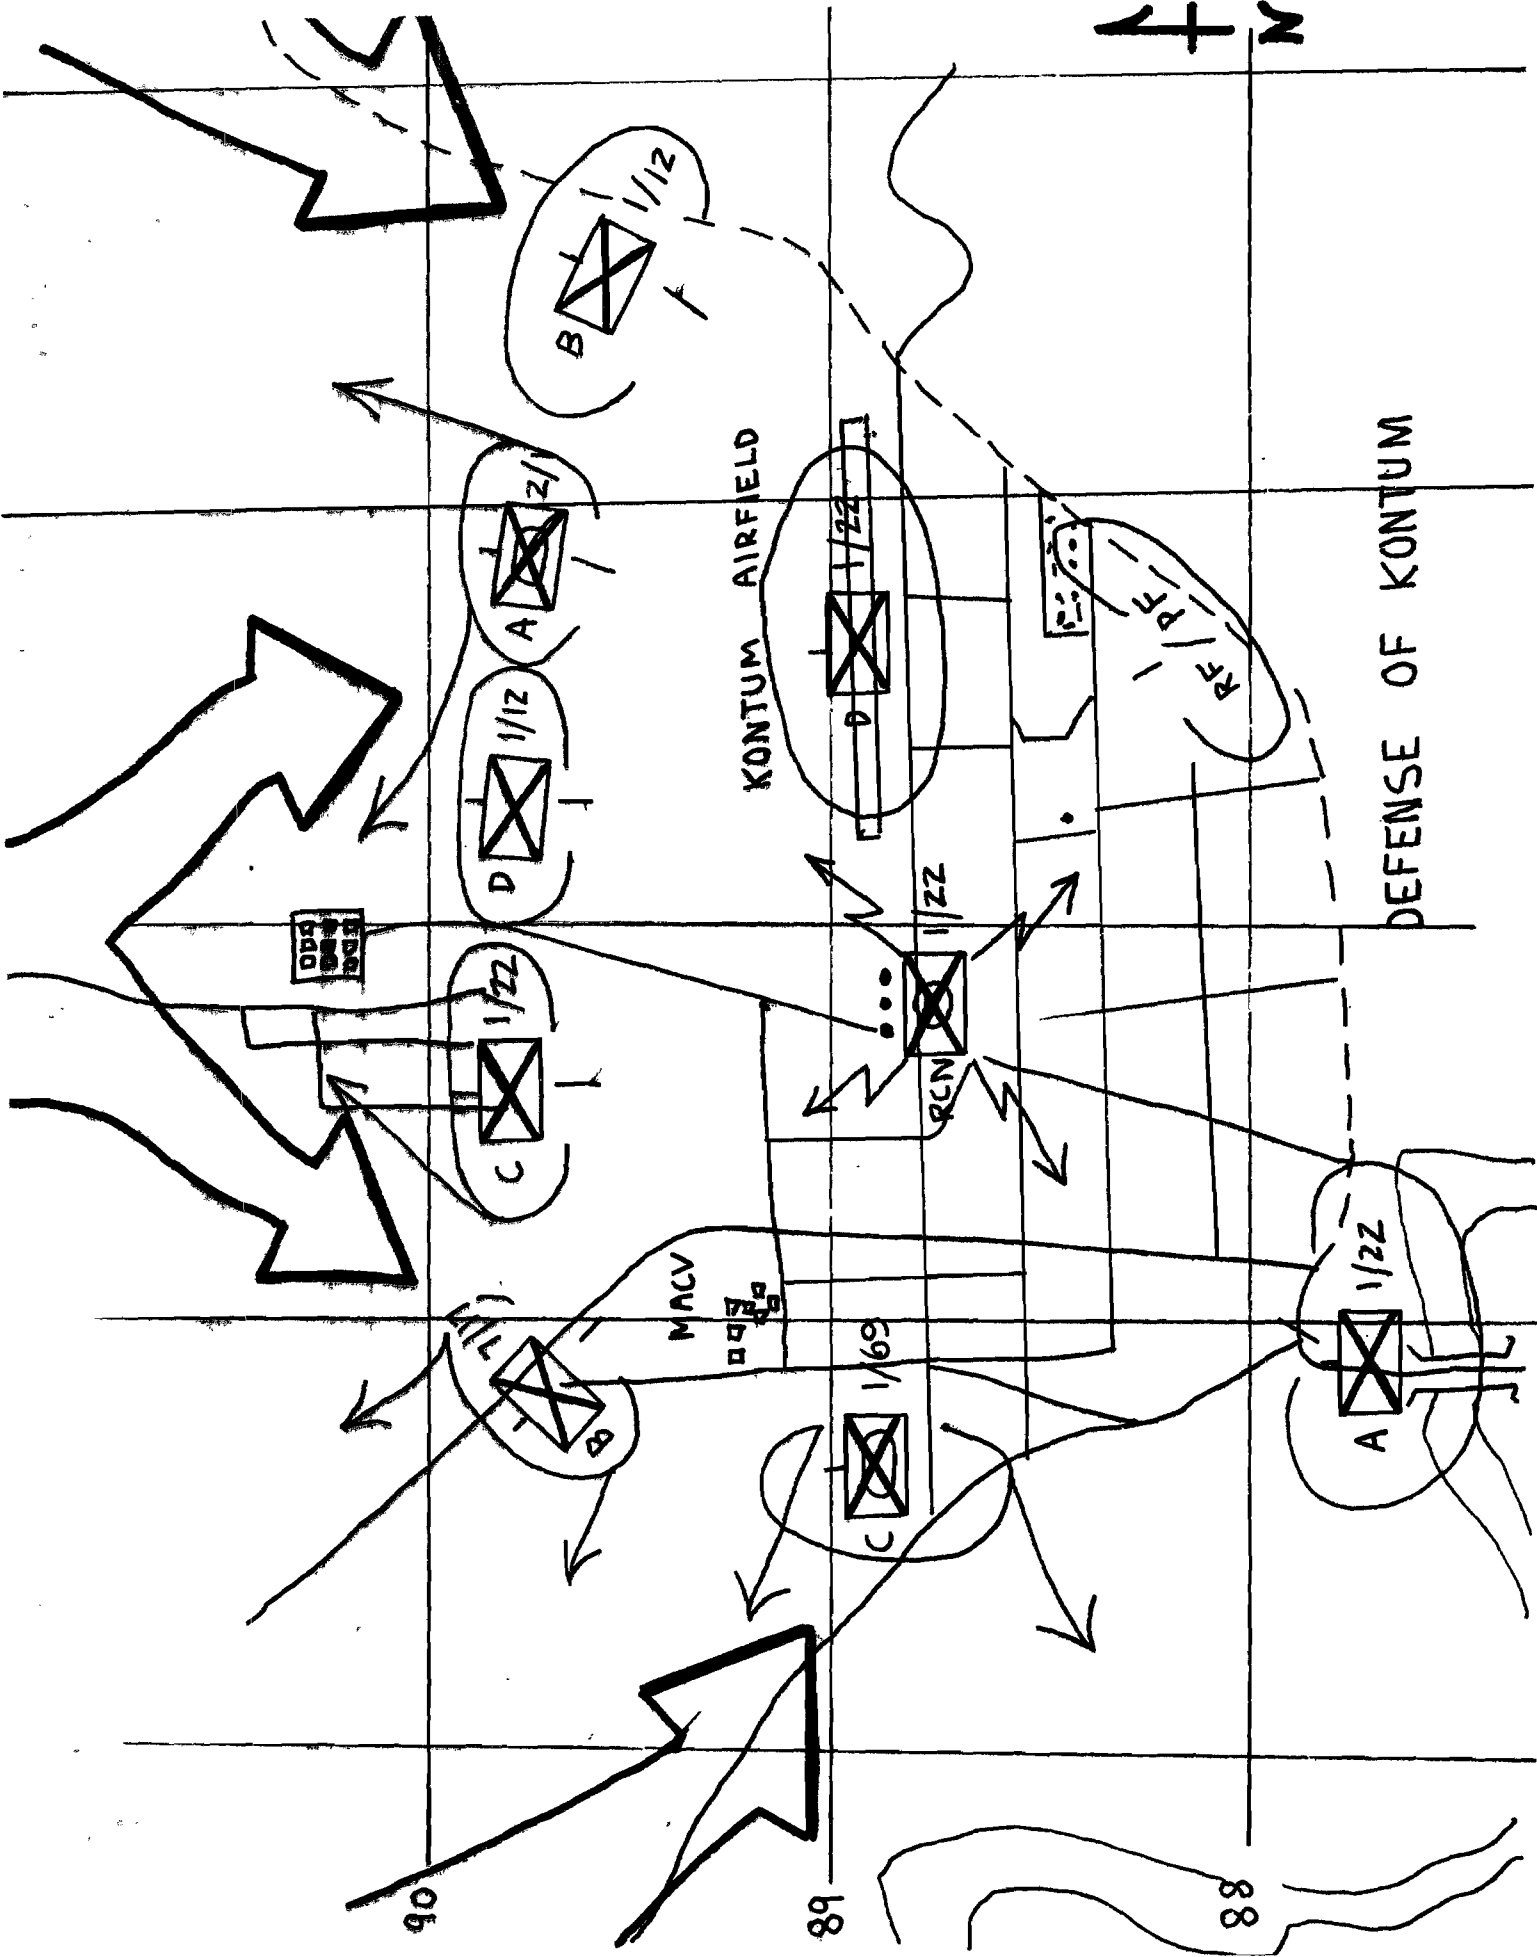 90
B
C 1/22
D 1/12
A 2/1
B 1/12
MACV
KONTUM AIRFIELD
89
C 1/69
RCN 1/22
D 1/22
RF/PF
88
A 1/22
DEFENSE OF KONTUM
N